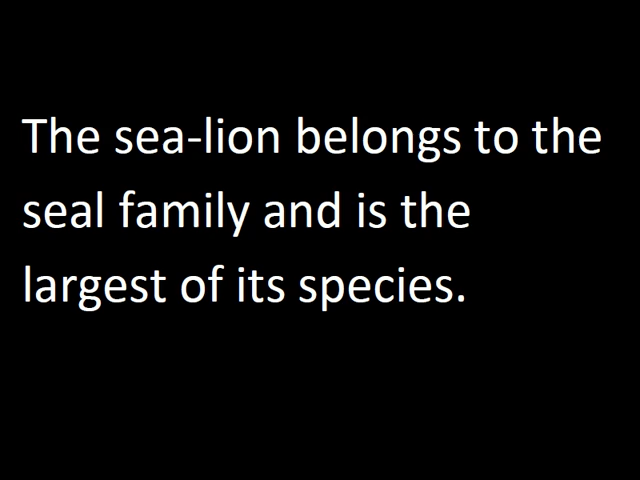 The sea-lion belongs to the
seal family and is the
largest of its species.